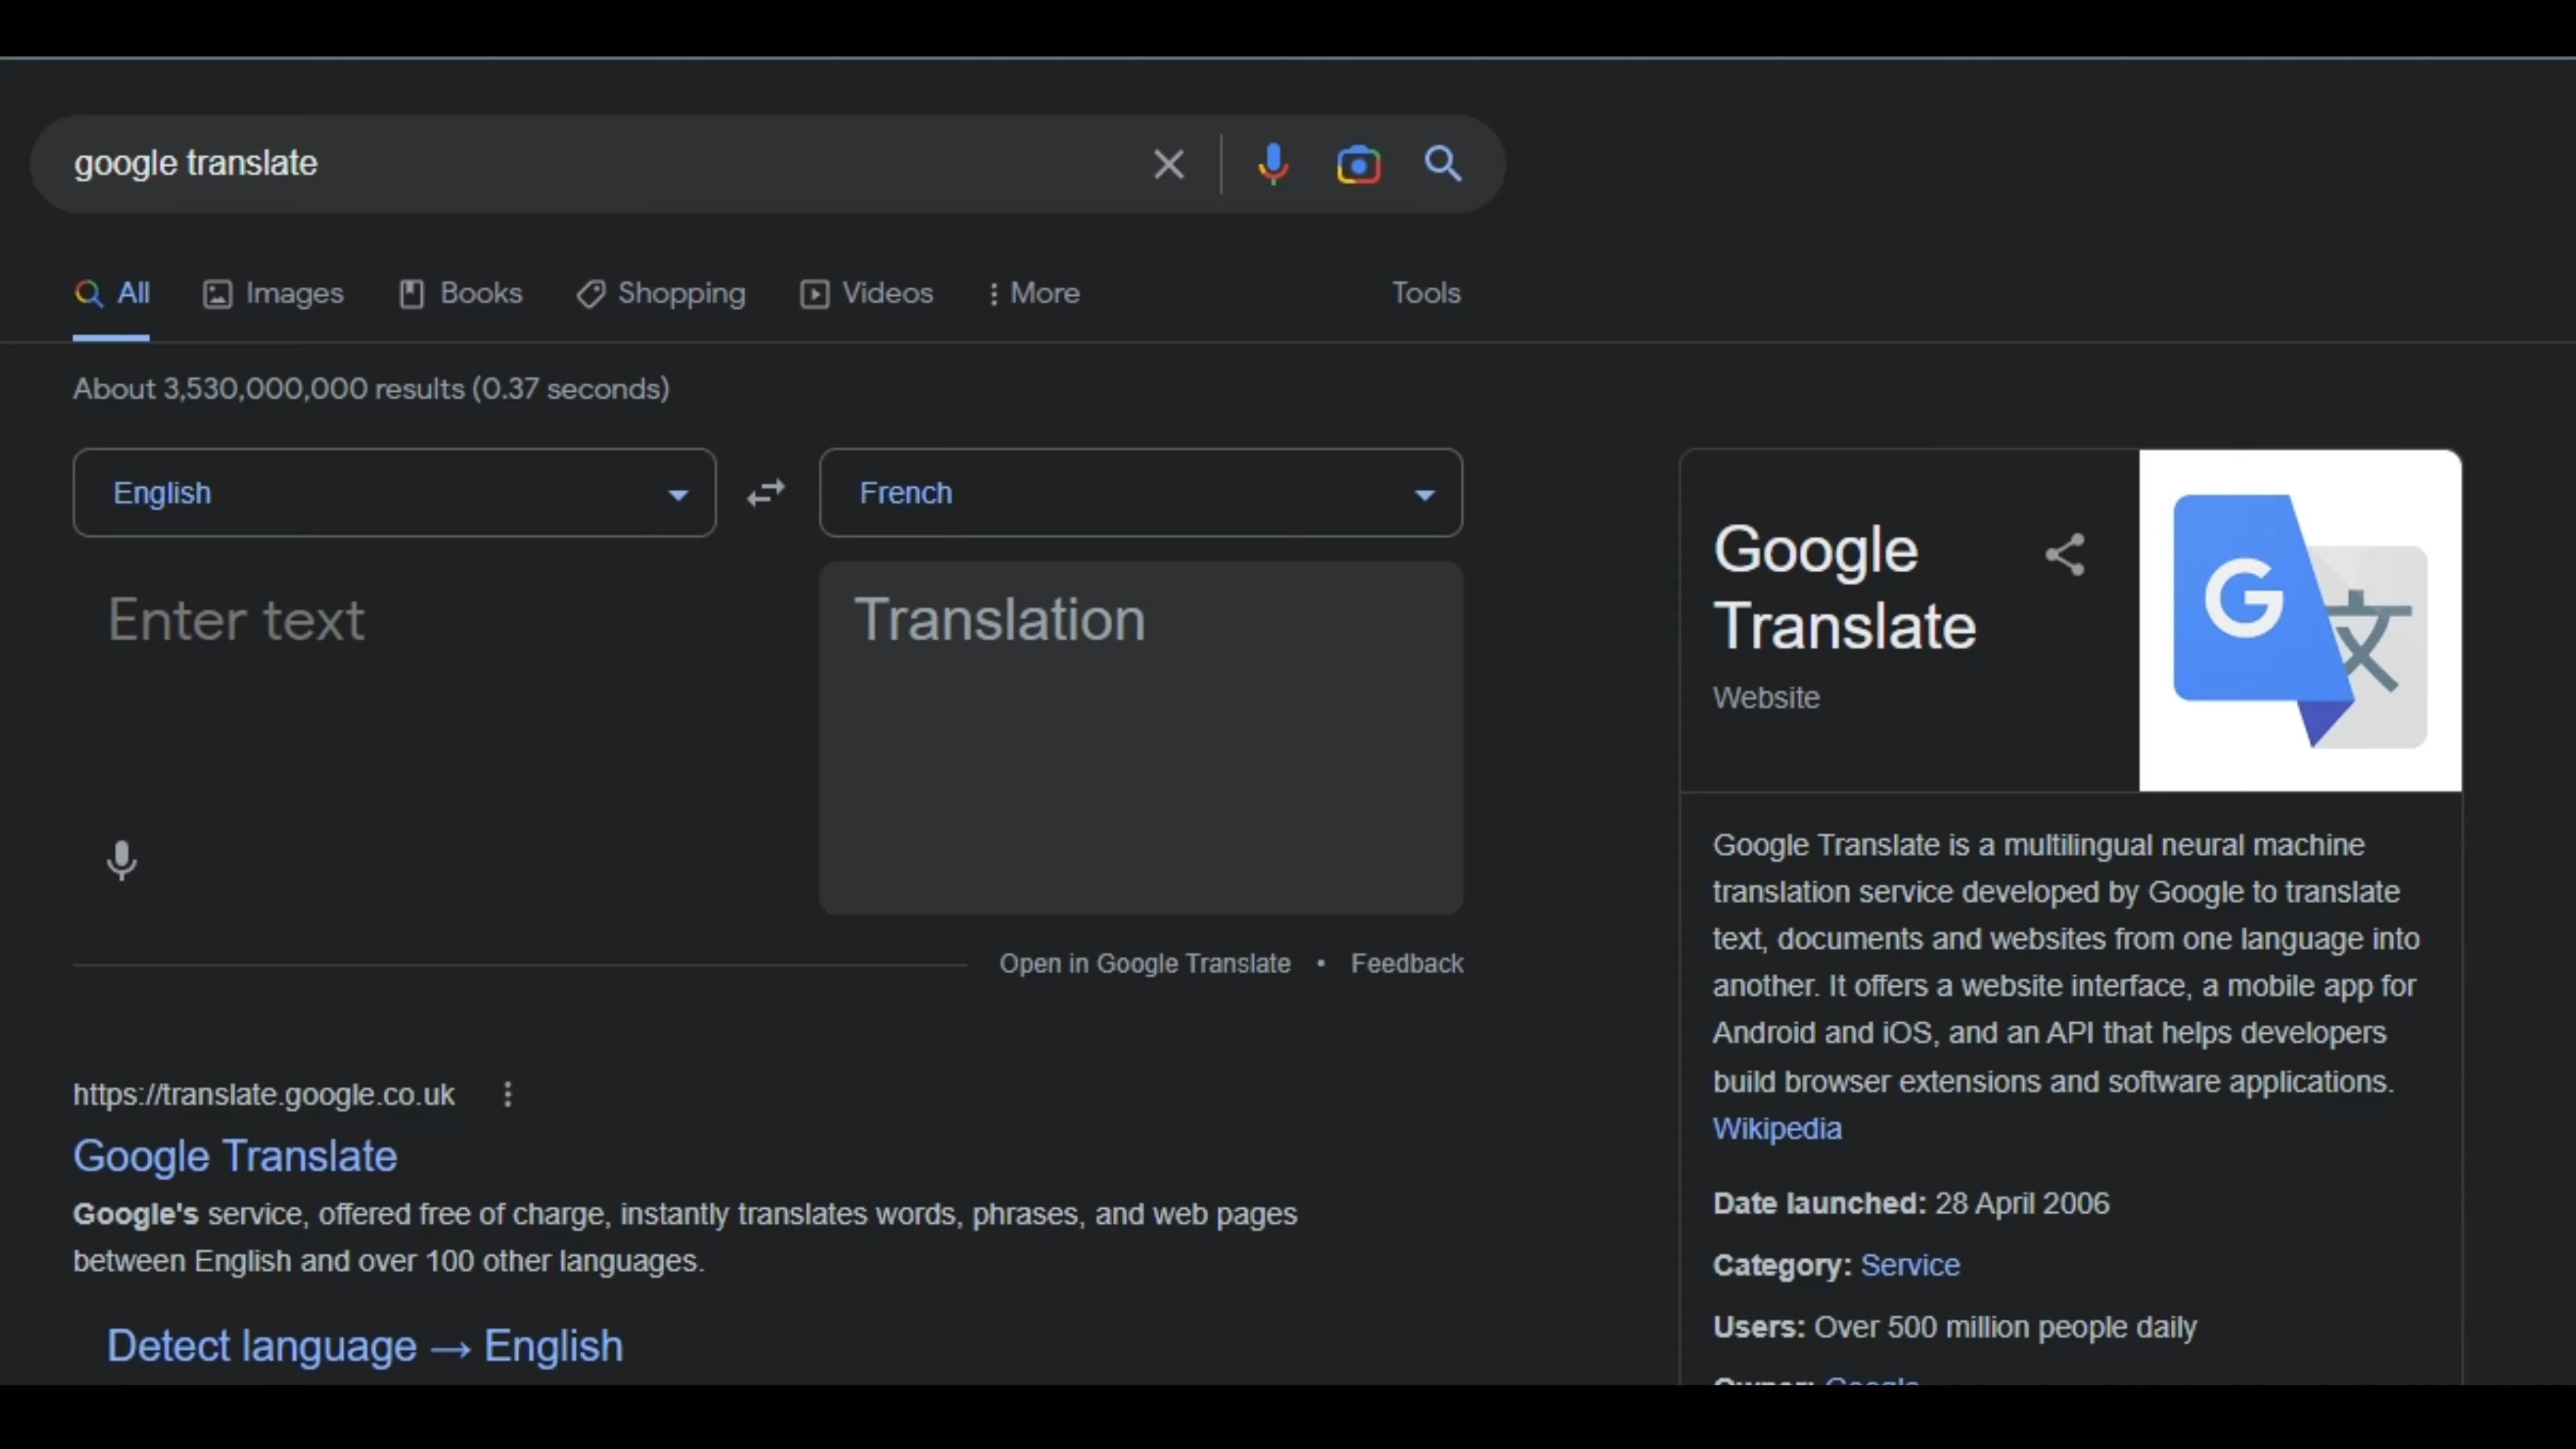 google translate
All Images Books Shopping Videos More Tools
About 3,530,000,000 results (0.37 seconds)
English French
Enter text
Translation
Open in Google Translate • Feedback
https://translate.google.co.uk
Google Translate
Google's service, offered free of charge, instantly translates words, phrases, and web pages
between English and over 100 other languages.
Detect language → English
Google
Translate
Website
G
文
Google Translate is a multilingual neural machine
translation service developed by Google to translate
text, documents and websites from one language into
another. It offers a website interface, a mobile app for
Android and iOS, and an API that helps developers
build browser extensions and software applications.
Wikipedia
Date launched: 28 April 2006
Category: Service
Users: Over 500 million people daily